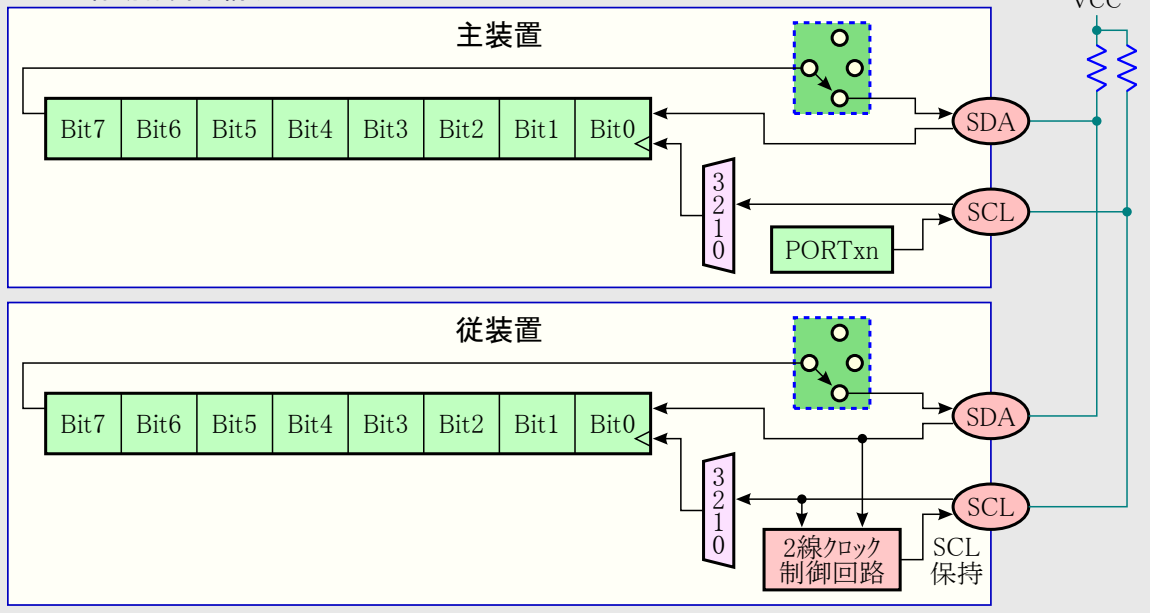 VCC
主装置
Bit7 Bit6 Bit5 Bit4 Bit3 Bit2 Bit1 Bit0
SDA
3
2
1
0
SCL
PORTxn
従装置
Bit7 Bit6 Bit5 Bit4 Bit3 Bit2 Bit1 Bit0
SDA
3
2
1
0
SCL
2線クロック
制御回路
SCL
保持